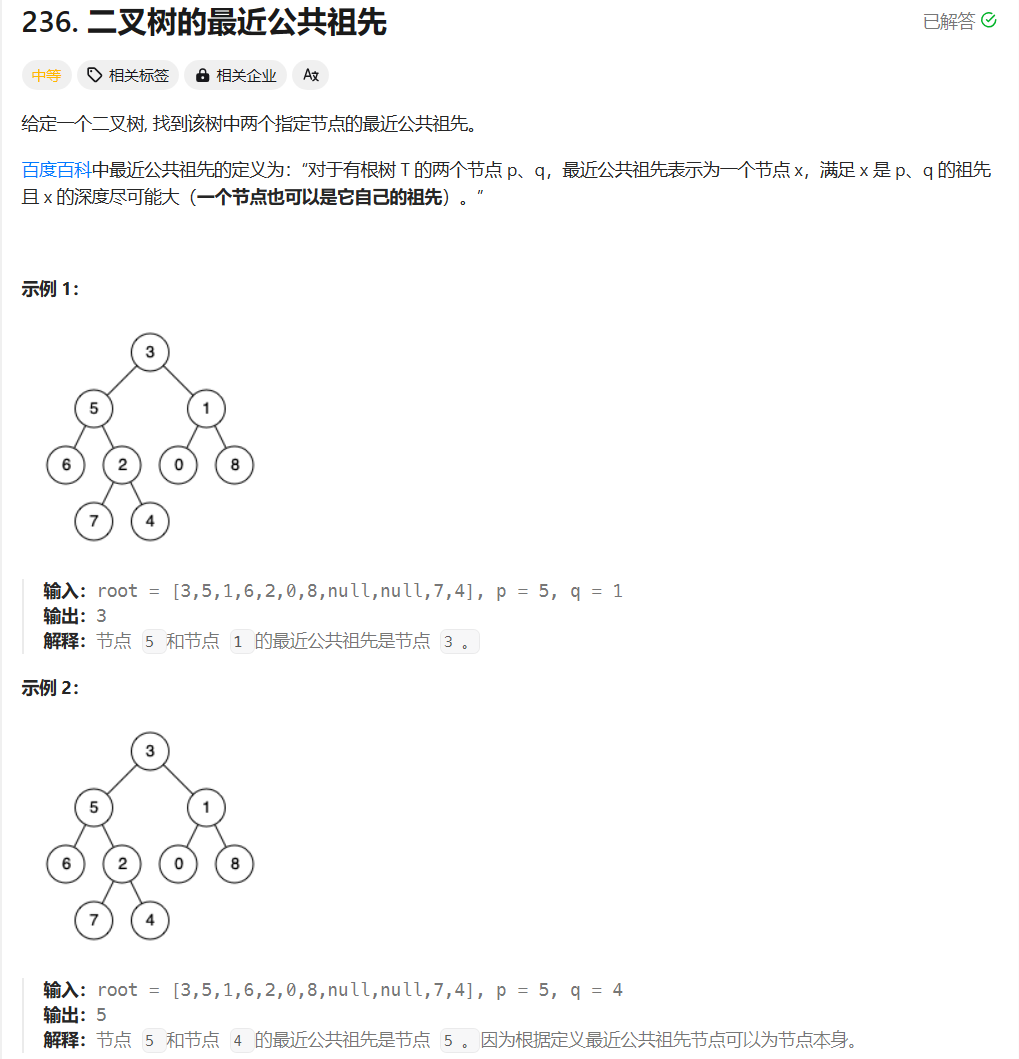 236. 二叉树的最近公共祖先
已解答
中等 相关标签 相关企业 A文
给定一个二叉树, 找到该树中两个指定节点的最近公共祖先。
百度百科中最近公共祖先的定义为：“对于有根树 T 的两个节点 p、q，最近公共祖先表示为一个节点 x，满足 x 是 p、q 的祖先
且 x 的深度尽可能大（一个节点也可以是它自己的祖先）。”
示例 1：
3
5 1
6 2 0 8
7 4
输入：root = [3,5,1,6,2,0,8,null,null,7,4], p = 5, q = 1
输出：3
解释：节点 5 和节点 1 的最近公共祖先是节点 3 。
示例 2：
3
5 1
6 2 0 8
7 4
输入：root = [3,5,1,6,2,0,8,null,null,7,4], p = 5, q = 4
输出：5
解释：节点 5 和节点 4 的最近公共祖先是节点 5 。因为根据定义最近公共祖先节点可以为节点本身。